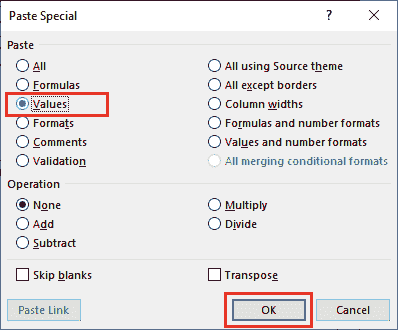 Paste Special
Paste
All
All using Source theme
Formulas
All except borders
Values
Column widths
Formats
Formulas and number formats
Comments
Values and number formats
Validation
All merging conditional formats
Operation
None
Multiply
Add
Divide
Subtract
Skip blanks
Transpose
Paste Link
OK
Cancel